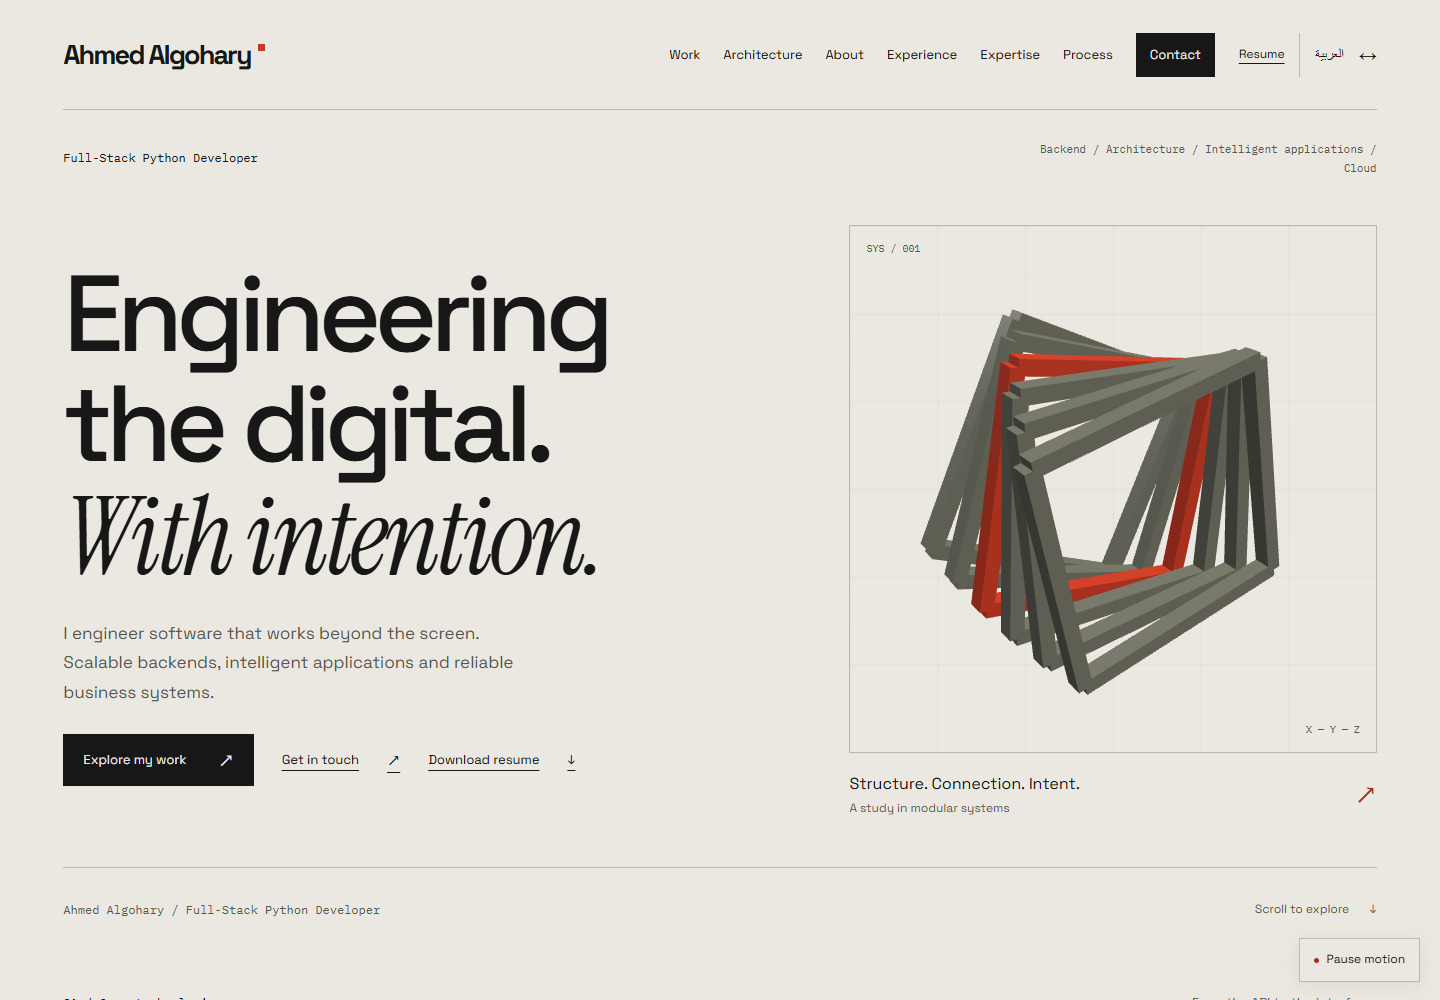 Ahmed Algohary
Work Architecture About Experience Expertise Process Contact Resume العربية ↔
Full-Stack Python Developer
Backend / Architecture / Intelligent applications /
Cloud
Engineering
the digital.
With intention.
I engineer software that works beyond the screen.
Scalable backends, intelligent applications and reliable
business systems.
Explore my work ↗ Get in touch ↗ Download resume ↓
SYS / 001
X — Y — Z
Structure. Connection. Intent. ↗
A study in modular systems
Ahmed Algohary / Full-Stack Python Developer
Scroll to explore ↓
Pause motion